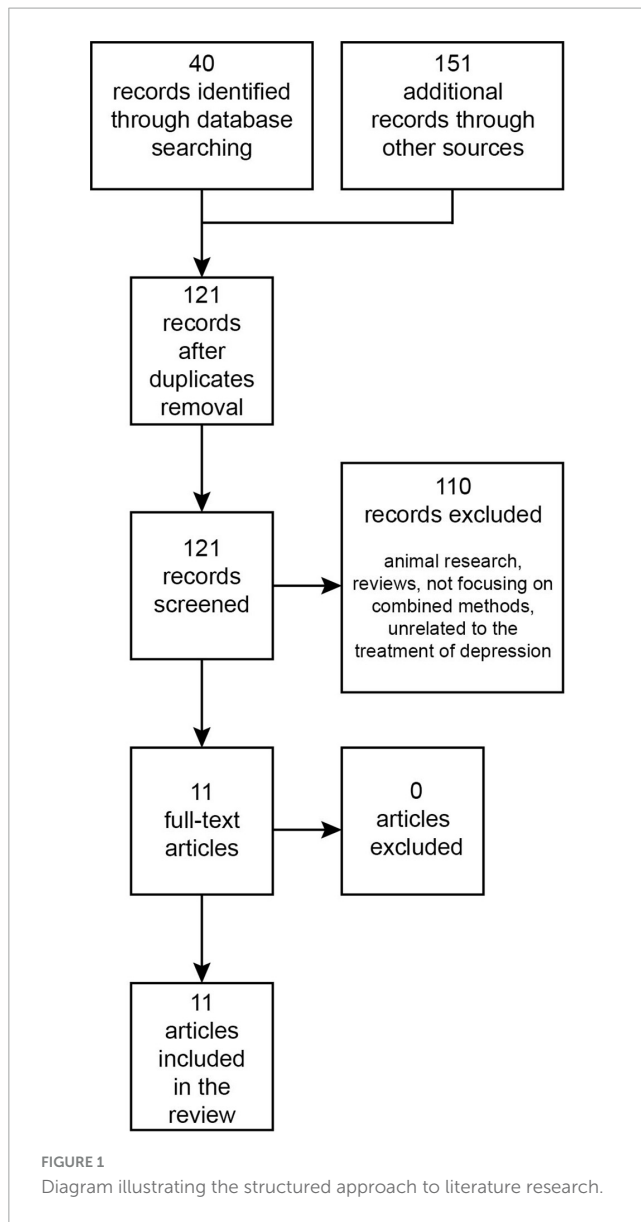 40
records identified
through database
searching
151
additional
records through
other sources
121
records
after
duplicates
removal
121
records
screened
110
records excluded
animal research,
reviews, not focusing on
combined methods,
unrelated to the
treatment of depression
11
full-text
articles
0
articles
excluded
11
articles
included
in the
review
FIGURE 1
Diagram illustrating the structured approach to literature research.